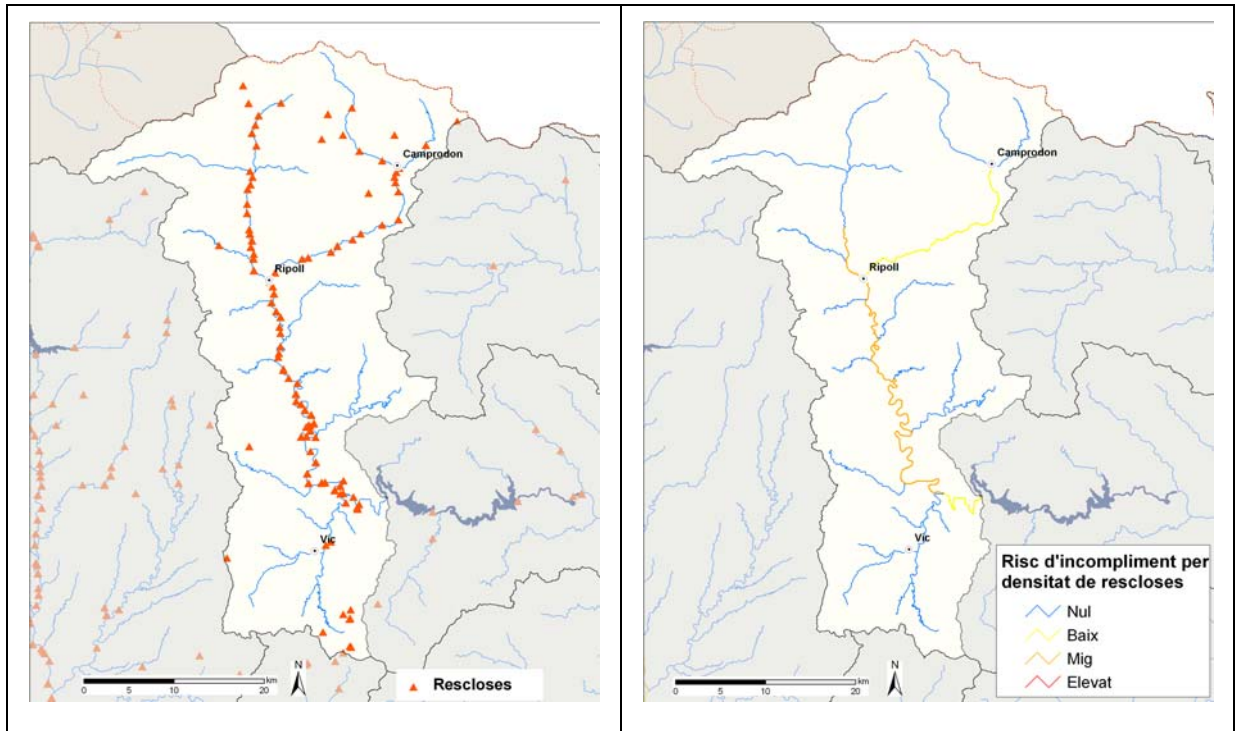 Camprodon
Ripoll
Vic
N
km
0 5 10 20
Rescloses
Camprodon
Ripoll
Vic
Risc d'incompliment per
densitat de rescloses
Nul
Baix
Mig
Elevat
N
km
0 5 10 20